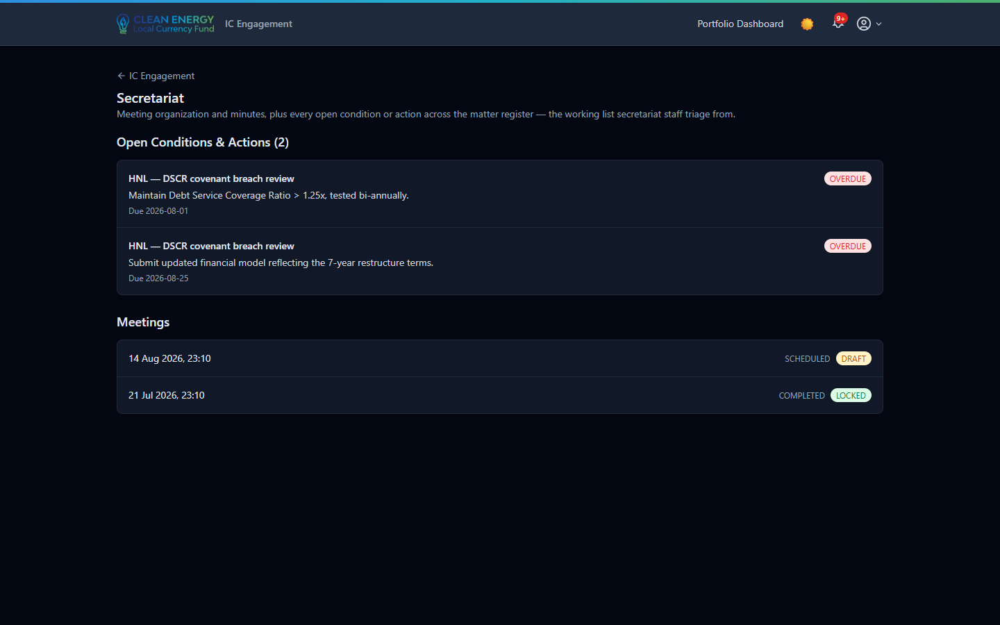 CLEAN ENERGY
Local Currency Fund
IC Engagement
Portfolio Dashboard
9+
← IC Engagement
Secretariat
Meeting organization and minutes, plus every open condition or action across the matter register — the working list secretariat staff triage from.
Open Conditions & Actions (2)
HNL — DSCR covenant breach review
OVERDUE
Maintain Debt Service Coverage Ratio > 1.25x, tested bi-annually.
Due 2026-08-01
HNL — DSCR covenant breach review
OVERDUE
Submit updated financial model reflecting the 7-year restructure terms.
Due 2026-08-25
Meetings
14 Aug 2026, 23:10
SCHEDULED
DRAFT
21 Jul 2026, 23:10
COMPLETED
LOCKED